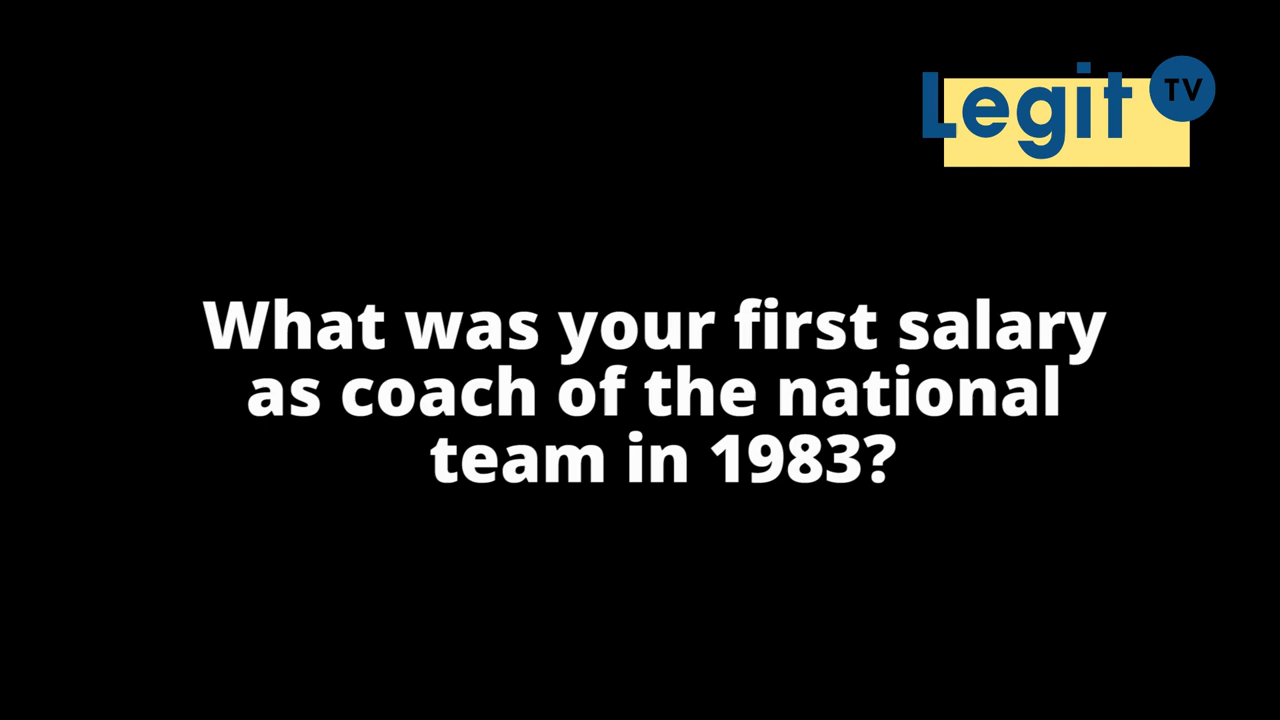 Legit TV
What was your first salary
as coach of the national
team in 1983?